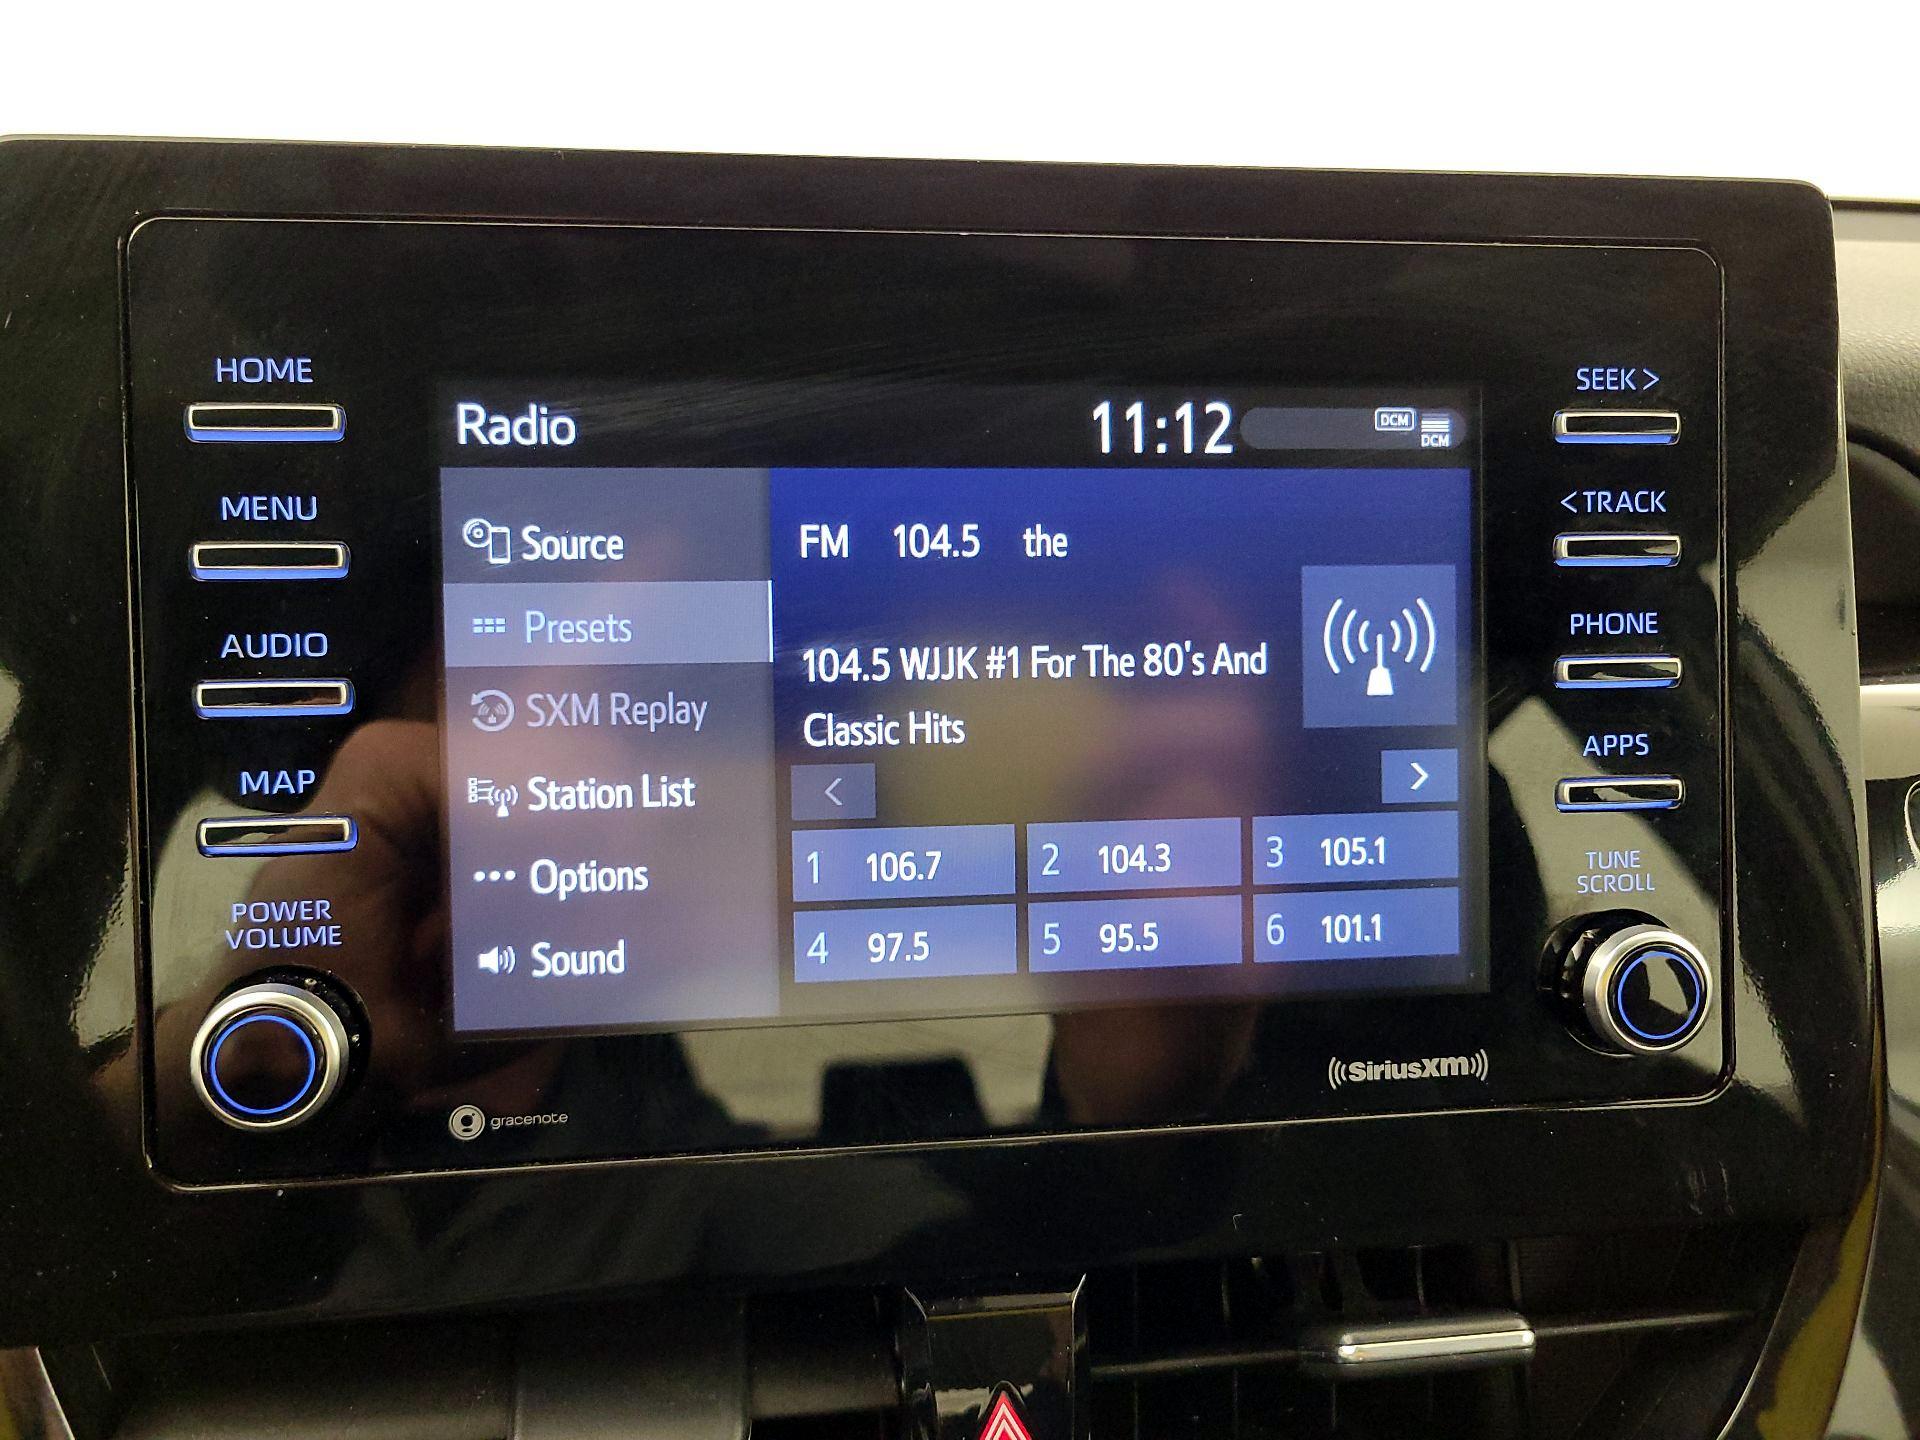 HOME
MENU
AUDIO
MAP
POWER
VOLUME
Radio
11:12
DCM
DCM
Source
Presets
SXM Replay
Station List
Options
Sound
FM 104.5 the
104.5 WJJK #1 For The 80's And
Classic Hits
<
>
1 106.7
2 104.3
3 105.1
4 97.5
5 95.5
6 101.1
SEEK >
< TRACK
PHONE
APPS
TUNE
SCROLL
gracenote
((SiriusXM))